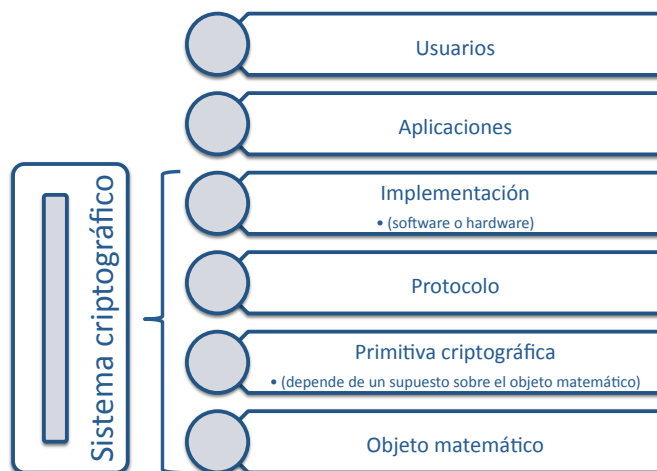 Usuarios
Aplicaciones
Sistema criptográfico
Implementación
• (software o hardware)
Protocolo
Primitiva criptográfica
• (depende de un supuesto sobre el objeto matemático)
Objeto matemático